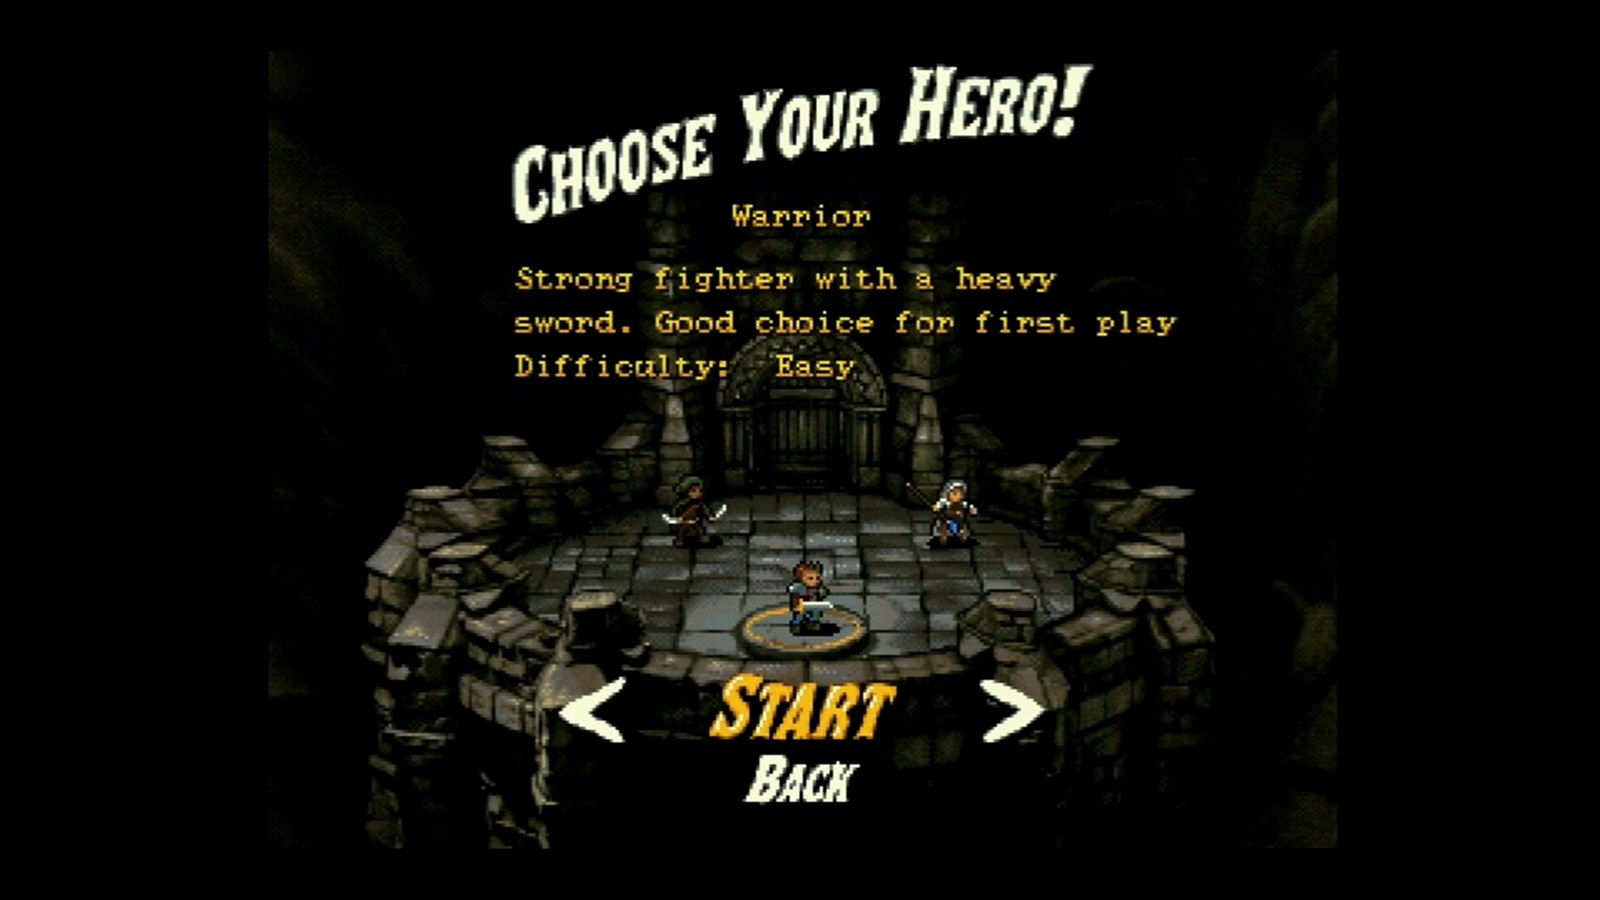 Choose Your Hero!
Warrior
Strong fighter with a heavy
sword. Good choice for first play
Difficulty: Easy
< Start >
Back